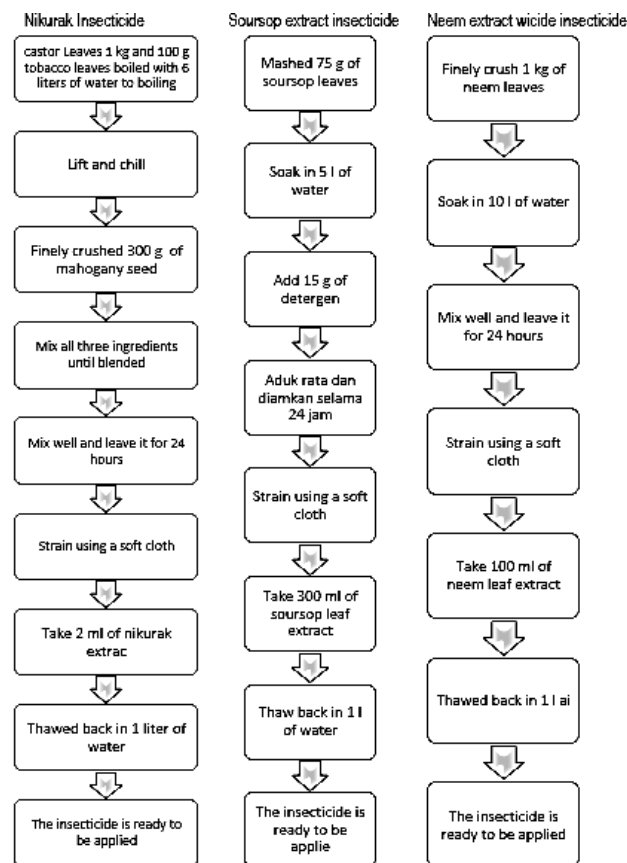 Nikurak Insecticide
castor Leaves 1 kg and 100 g
tobacco leaves boiled with 6
liters of water to boiling
Lift and chill
Finely crushed 300 g of
mahogany seed
Mix all three ingredients
until blended
Mix well and leave it for 24
hours
Strain using a soft cloth
Take 2 ml of nikurak
extrac
Thawed back in 1 liter of
water
The insecticide is ready to
be applied
Soursop extract insecticide
Mashed 75 g of
soursop leaves
Soak in 5 l of
water
Add 15 g of
detergen
Aduk rata dan
diamkan selama
24 jam
Strain using a soft
cloth
Take 300 ml of
soursop leaf
extract
Thaw back in 1 l
of water
The insecticide is
ready to be
applie
Neem extract wicide insecticide
Finely crush 1 kg of
neem leaves
Soak in 10 l of water
Mix well and leave it
for 24 hours
Strain using a soft
cloth
Take 100 ml of
neem leaf extract
Thawed back in 1 l ai
The insecticide is
ready to be applied